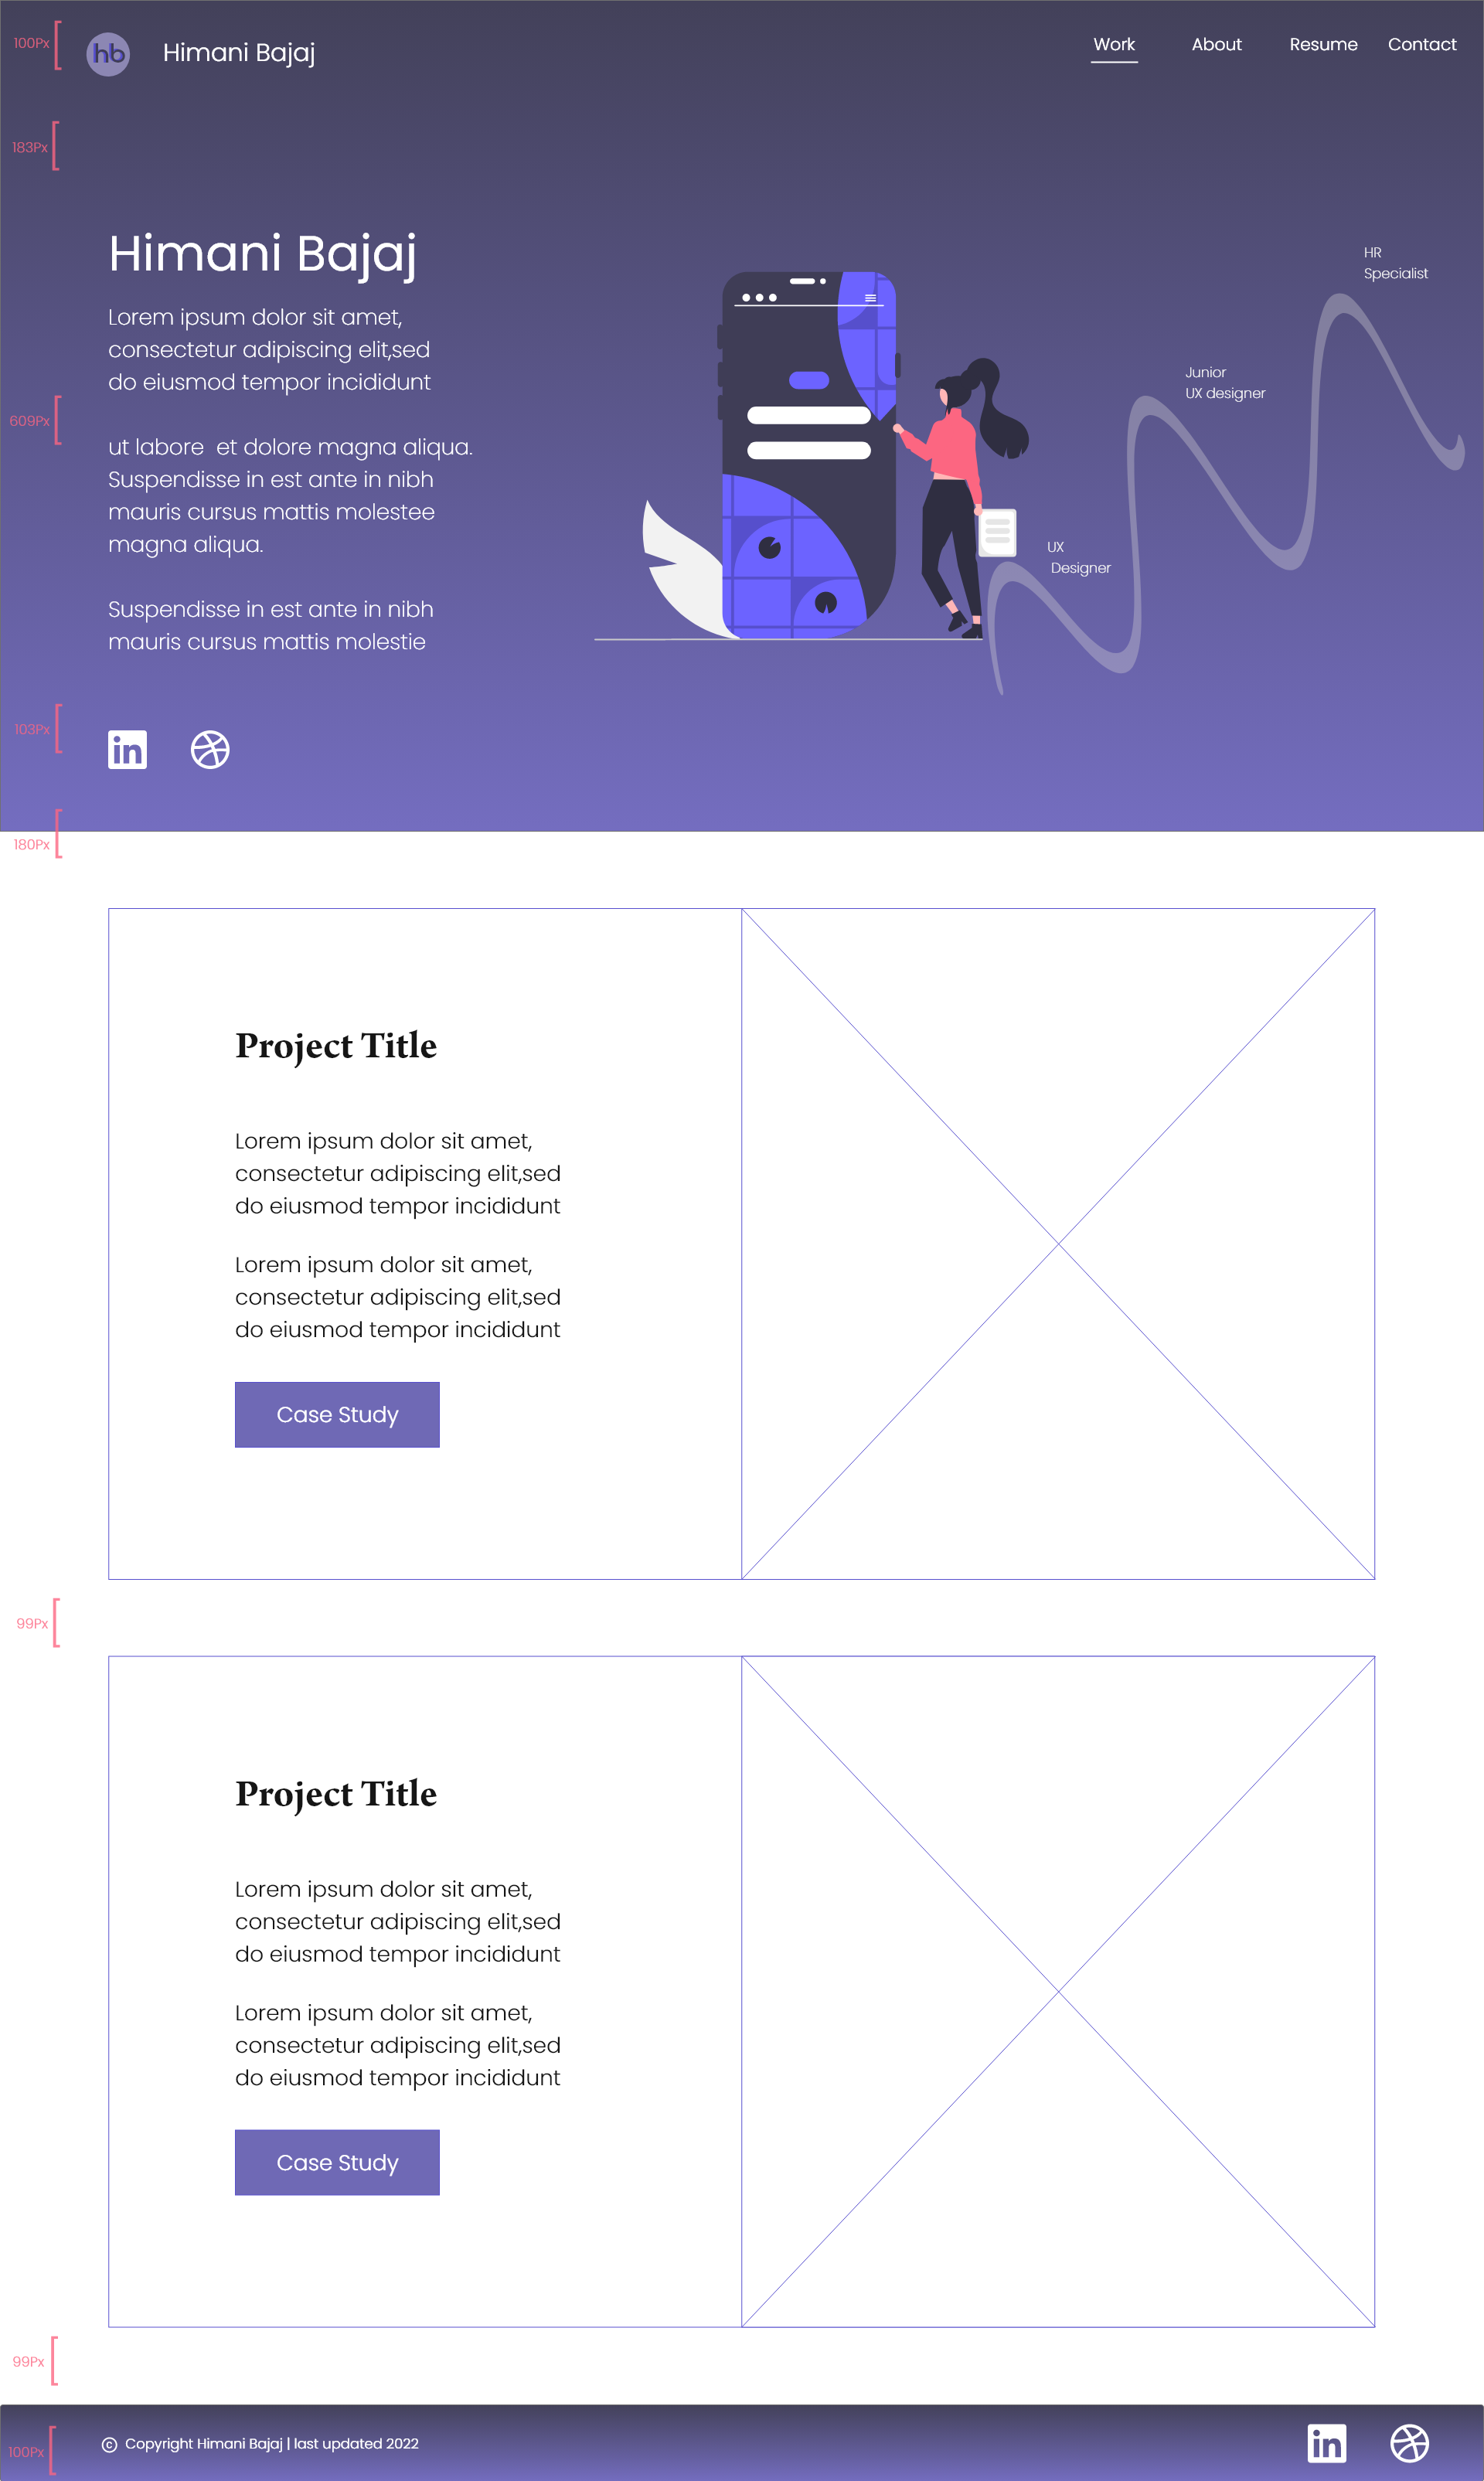 100Px
hb
Himani Bajaj
Work
About
Resume
Contact
183Px
Himani Bajaj
Lorem ipsum dolor sit amet,
consectetur adipiscing elit,sed
do eiusmod tempor incididunt
609Px
ut labore  et dolore magna aliqua.
Suspendisse in est ante in nibh
mauris cursus mattis molestee
magna aliqua.
Suspendisse in est ante in nibh
mauris cursus mattis molestie
HR
Specialist
Junior
UX designer
UX
Designer
103Px
in
180Px
Project Title
Lorem ipsum dolor sit amet,
consectetur adipiscing elit,sed
do eiusmod tempor incididunt
Lorem ipsum dolor sit amet,
consectetur adipiscing elit,sed
do eiusmod tempor incididunt
Case Study
99Px
Project Title
Lorem ipsum dolor sit amet,
consectetur adipiscing elit,sed
do eiusmod tempor incididunt
Lorem ipsum dolor sit amet,
consectetur adipiscing elit,sed
do eiusmod tempor incididunt
Case Study
99Px
100Px
© Copyright Himani Bajaj | last updated 2022
in